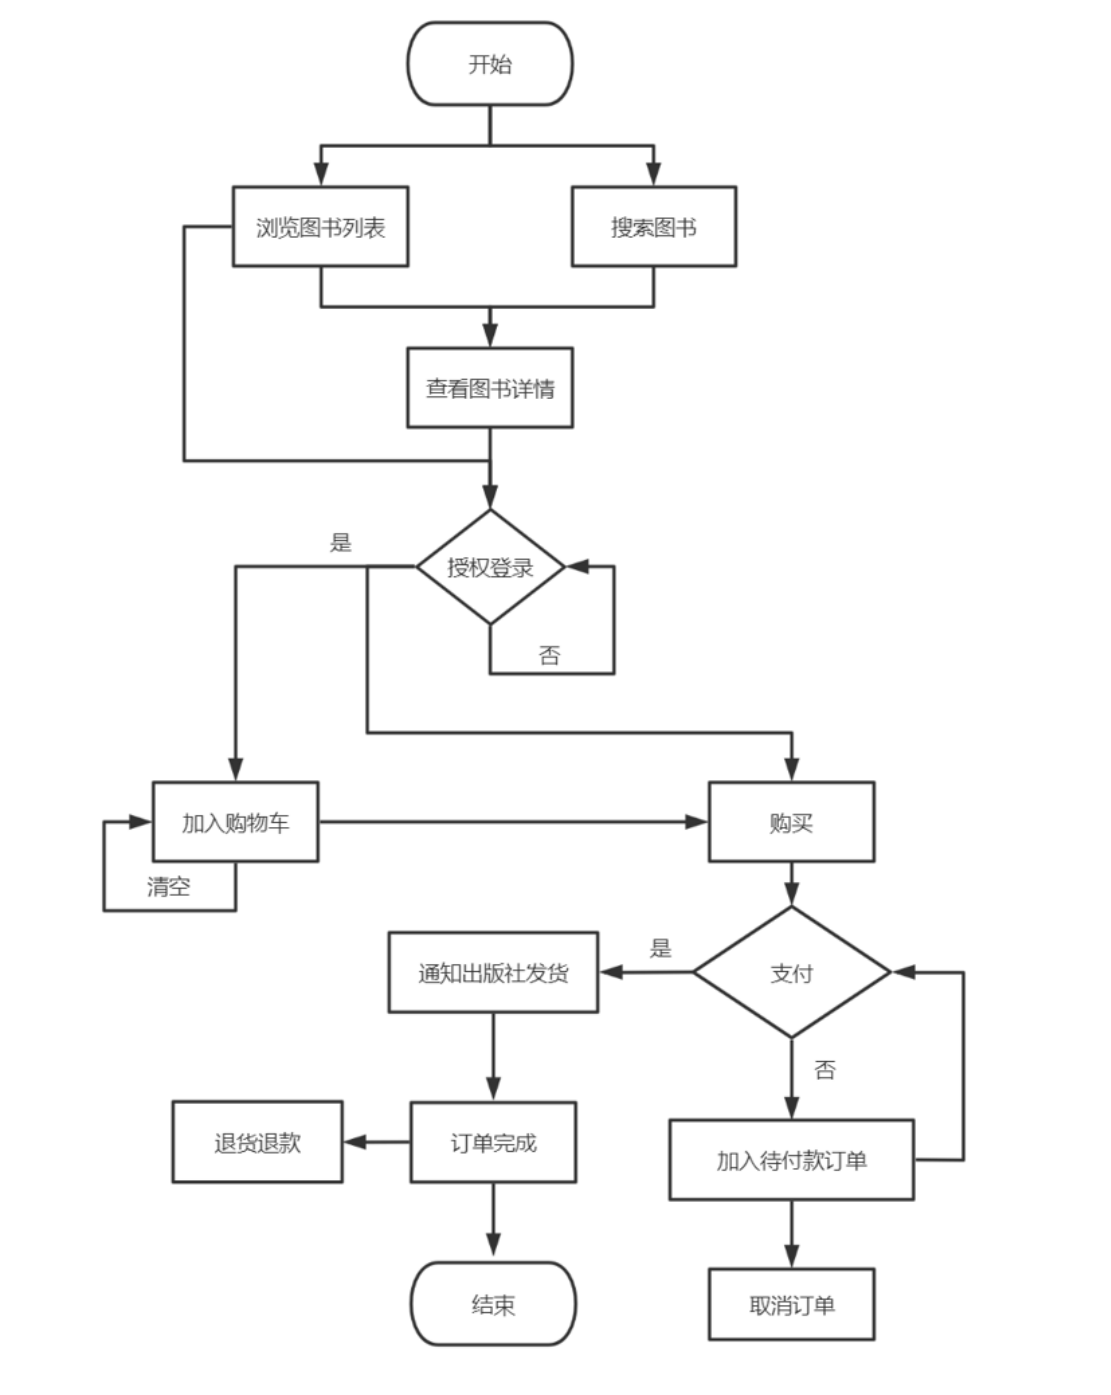 开始
浏览图书列表
搜索图书
查看图书详情
是
授权登录
否
加入购物车
购买
清空
通知出版社发货
是
支付
否
退货退款
订单完成
加入待付款订单
结束
取消订单